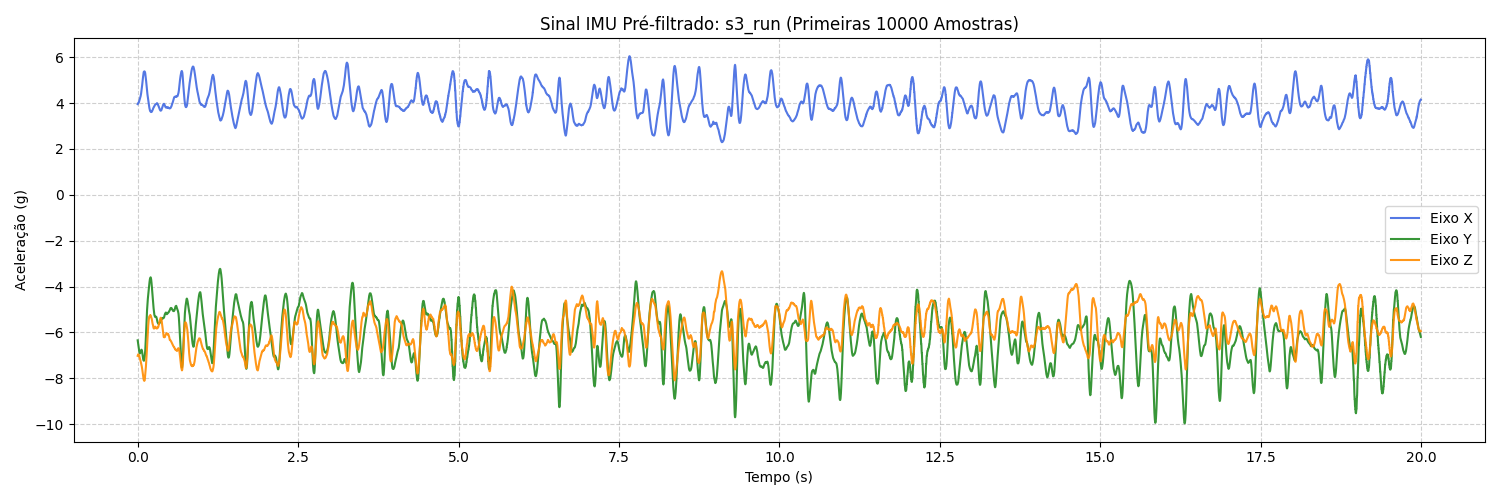 Sinal IMU Pré-filtrado: s3_run (Primeiras 10000 Amostras)
Aceleração (g)
6
4
2
0
−2
−4
−6
−8
−10
Eixo X
Eixo Y
Eixo Z
0.0 2.5 5.0 7.5 10.0 12.5 15.0 17.5 20.0
Tempo (s)